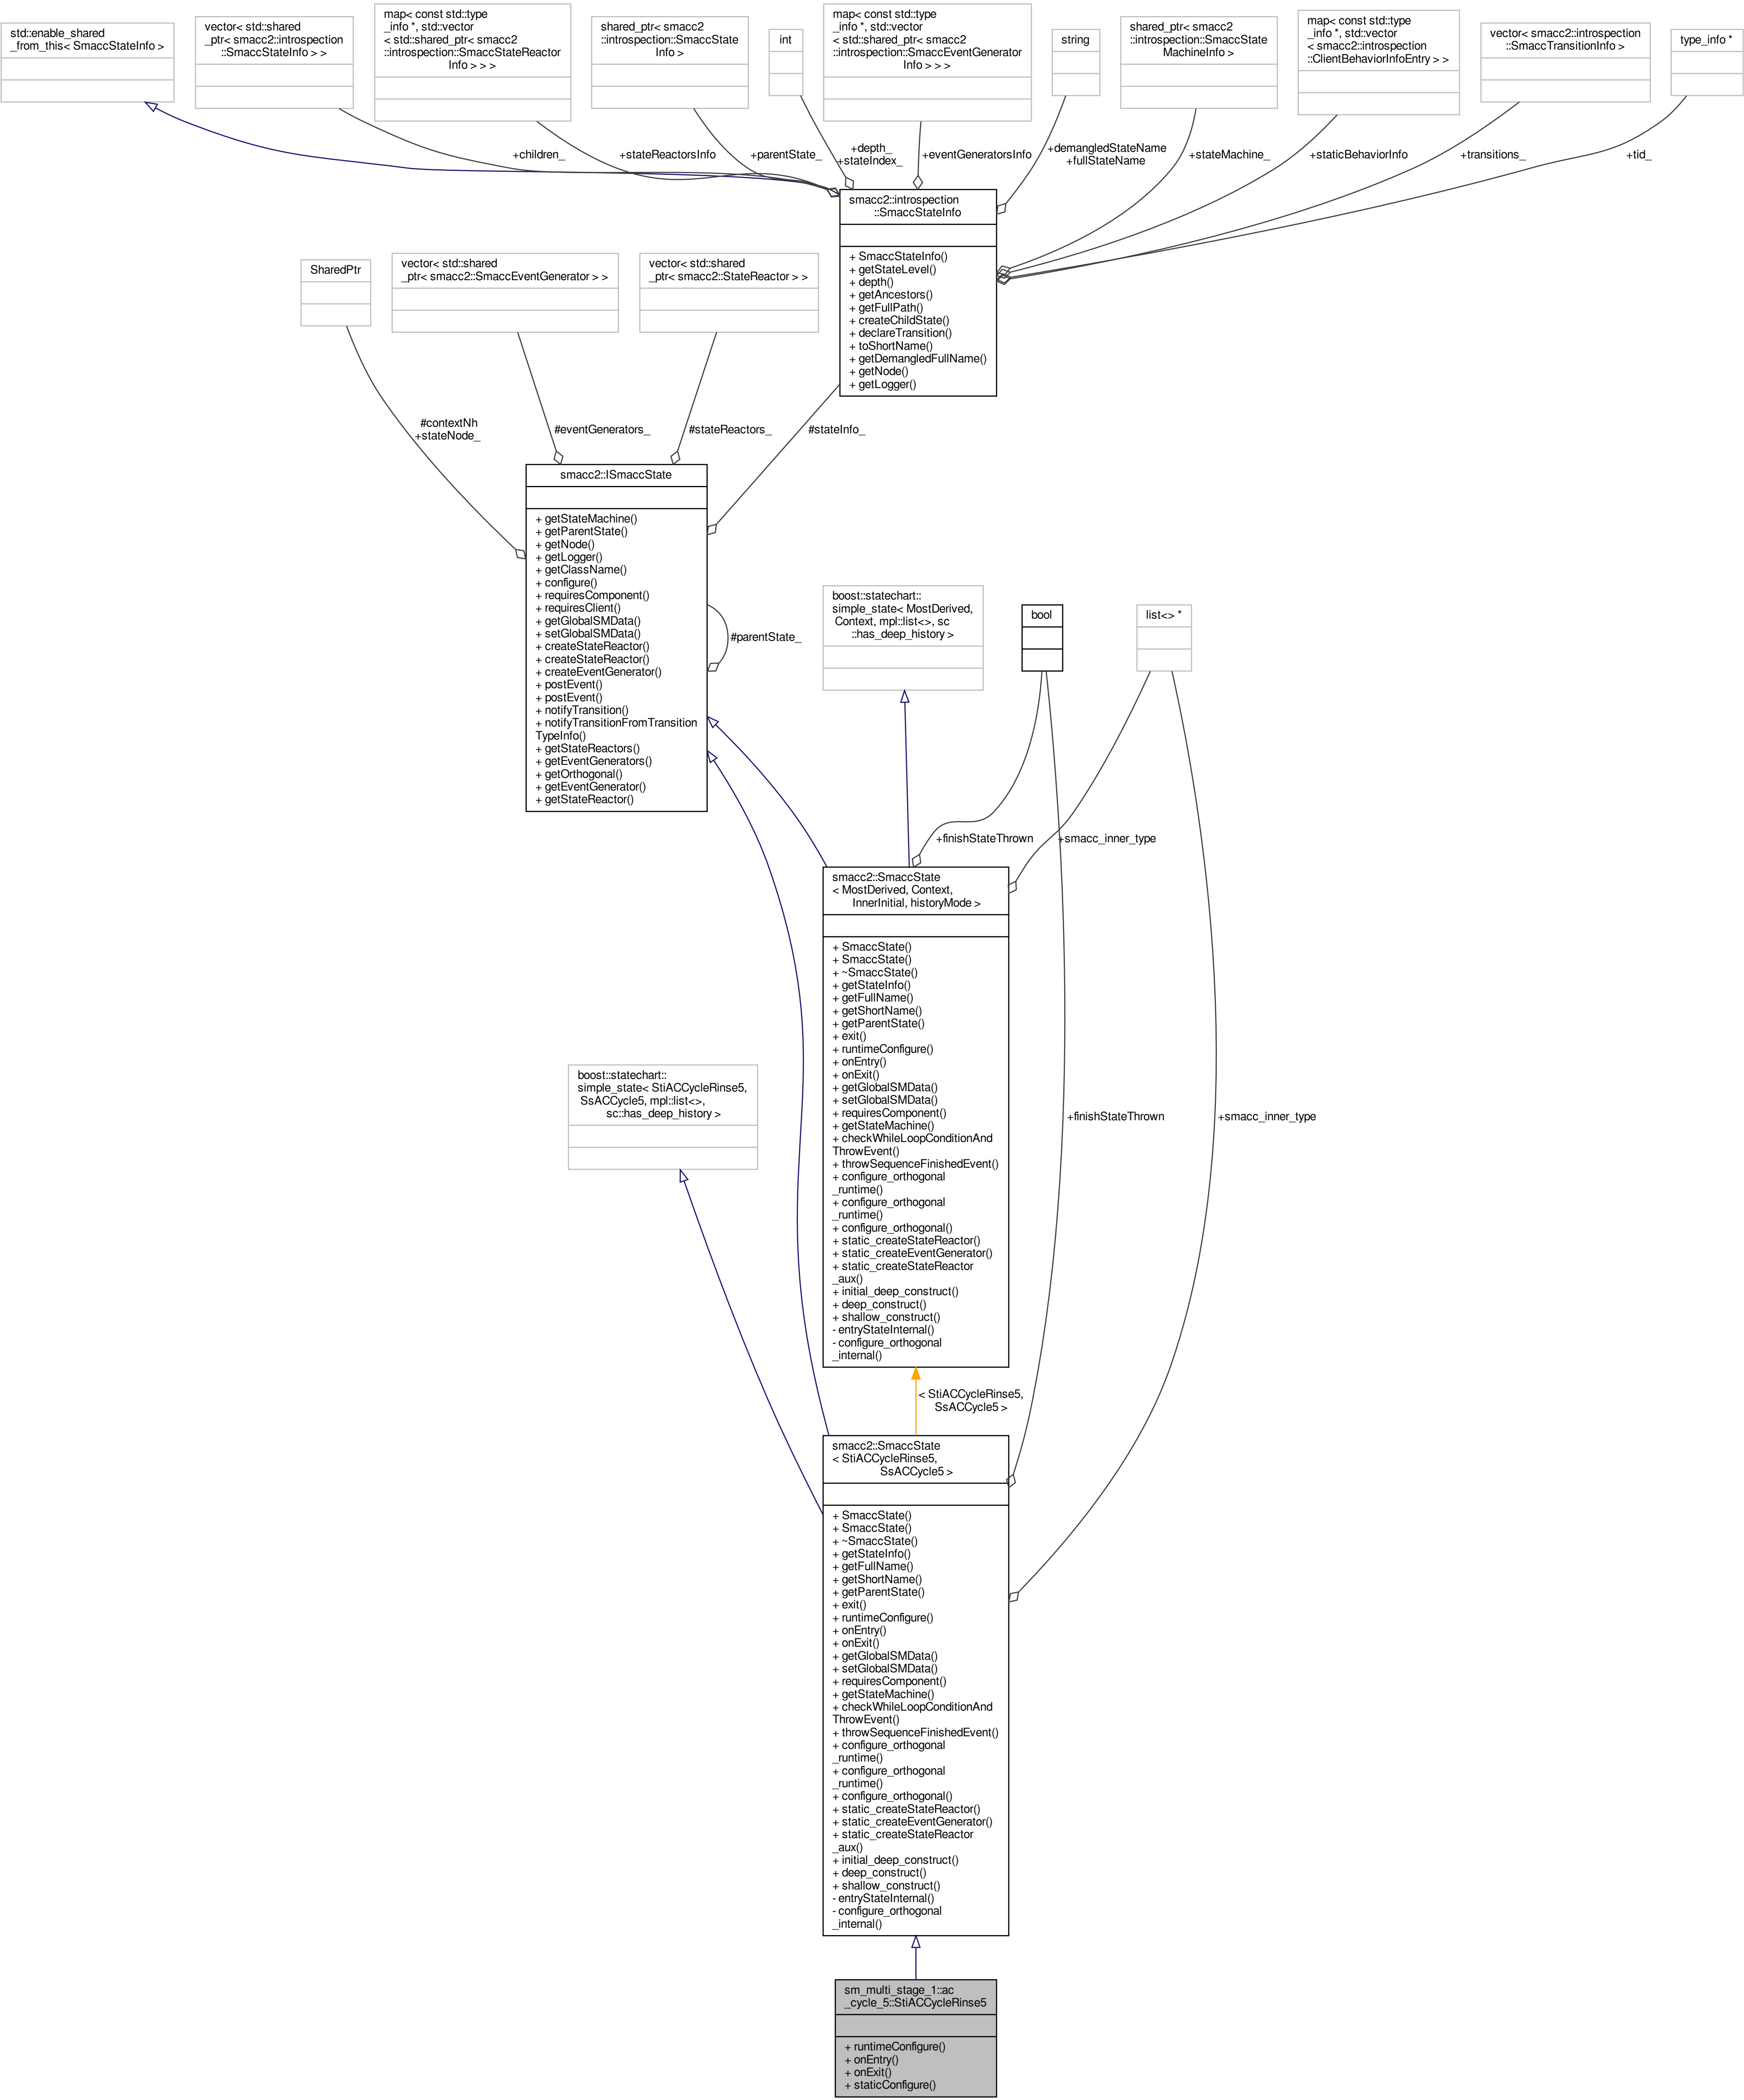 std::enable_shared
_from_this< SmaccStateInfo >
vector< std::shared
_ptr< smacc2::introspection
::SmaccStateInfo > >
map< const std::type
_info *, std::vector
< std::shared_ptr< smacc2
::introspection::SmaccStateReactor
Info > > >
shared_ptr< smacc2
::introspection::SmaccState
Info >
int
map< const std::type
_info *, std::vector
< std::shared_ptr< smacc2
::introspection::SmaccEventGenerator
Info > > >
string
shared_ptr< smacc2
::introspection::SmaccState
MachineInfo >
map< const std::type
_info *, std::vector
< smacc2::introspection
::ClientBehaviorInfoEntry > >
vector< smacc2::introspection
::SmaccTransitionInfo >
type_info *
+children_
+stateReactorsInfo
+parentState_
+depth_
+stateIndex_
+eventGeneratorsInfo
+demangledStateName
+fullStateName
+stateMachine_
+staticBehaviorInfo
+transitions_
+tid_
smacc2::introspection
::SmaccStateInfo
+ SmaccStateInfo()
+ getStateLevel()
+ depth()
+ getAncestors()
+ getFullPath()
+ createChildState()
+ declareTransition()
+ toShortName()
+ getDemangledFullName()
+ getNode()
+ getLogger()
SharedPtr
vector< std::shared
_ptr< smacc2::SmaccEventGenerator > >
vector< std::shared
_ptr< smacc2::StateReactor > >
#contextNh
+stateNode_
#eventGenerators_
#stateReactors_
#stateInfo_
smacc2::ISmaccState
+ getStateMachine()
+ getParentState()
+ getNode()
+ getLogger()
+ getClassName()
+ configure()
+ requiresComponent()
+ requiresClient()
+ getGlobalSMData()
+ setGlobalSMData()
+ createStateReactor()
+ createStateReactor()
+ createEventGenerator()
+ postEvent()
+ postEvent()
+ notifyTransition()
+ notifyTransitionFromTransition
TypeInfo()
+ getStateReactors()
+ getEventGenerators()
+ getOrthogonal()
+ getEventGenerator()
+ getStateReactor()
#parentState_
boost::statechart::
simple_state< MostDerived,
Context, mpl::list<>, sc
::has_deep_history >
bool
list<> *
+finishStateThrown
+smacc_inner_type
smacc2::SmaccState
< MostDerived, Context,
InnerInitial, historyMode >
+ SmaccState()
+ SmaccState()
+ ~SmaccState()
+ getStateInfo()
+ getFullName()
+ getShortName()
+ getParentState()
+ exit()
+ runtimeConfigure()
+ onEntry()
+ onExit()
+ getGlobalSMData()
+ setGlobalSMData()
+ requiresComponent()
+ getStateMachine()
+ checkWhileLoopConditionAnd
ThrowEvent()
+ throwSequenceFinishedEvent()
+ configure_orthogonal
_runtime()
+ configure_orthogonal
_runtime()
+ configure_orthogonal()
+ static_createStateReactor()
+ static_createEventGenerator()
+ static_createStateReactor
_aux()
+ initial_deep_construct()
+ deep_construct()
+ shallow_construct()
- entryStateInternal()
- configure_orthogonal
_internal()
boost::statechart::
simple_state< StiACCycleRinse5,
SsACCycle5, mpl::list<>,
sc::has_deep_history >
+finishStateThrown
+smacc_inner_type
< StiACCycleRinse5,
SsACCycle5 >
smacc2::SmaccState
< StiACCycleRinse5,
SsACCycle5 >
+ SmaccState()
+ SmaccState()
+ ~SmaccState()
+ getStateInfo()
+ getFullName()
+ getShortName()
+ getParentState()
+ exit()
+ runtimeConfigure()
+ onEntry()
+ onExit()
+ getGlobalSMData()
+ setGlobalSMData()
+ requiresComponent()
+ getStateMachine()
+ checkWhileLoopConditionAnd
ThrowEvent()
+ throwSequenceFinishedEvent()
+ configure_orthogonal
_runtime()
+ configure_orthogonal
_runtime()
+ configure_orthogonal()
+ static_createStateReactor()
+ static_createEventGenerator()
+ static_createStateReactor
_aux()
+ initial_deep_construct()
+ deep_construct()
+ shallow_construct()
- entryStateInternal()
- configure_orthogonal
_internal()
sm_multi_stage_1::ac
_cycle_5::StiACCycleRinse5
+ runtimeConfigure()
+ onEntry()
+ onExit()
+ staticConfigure()